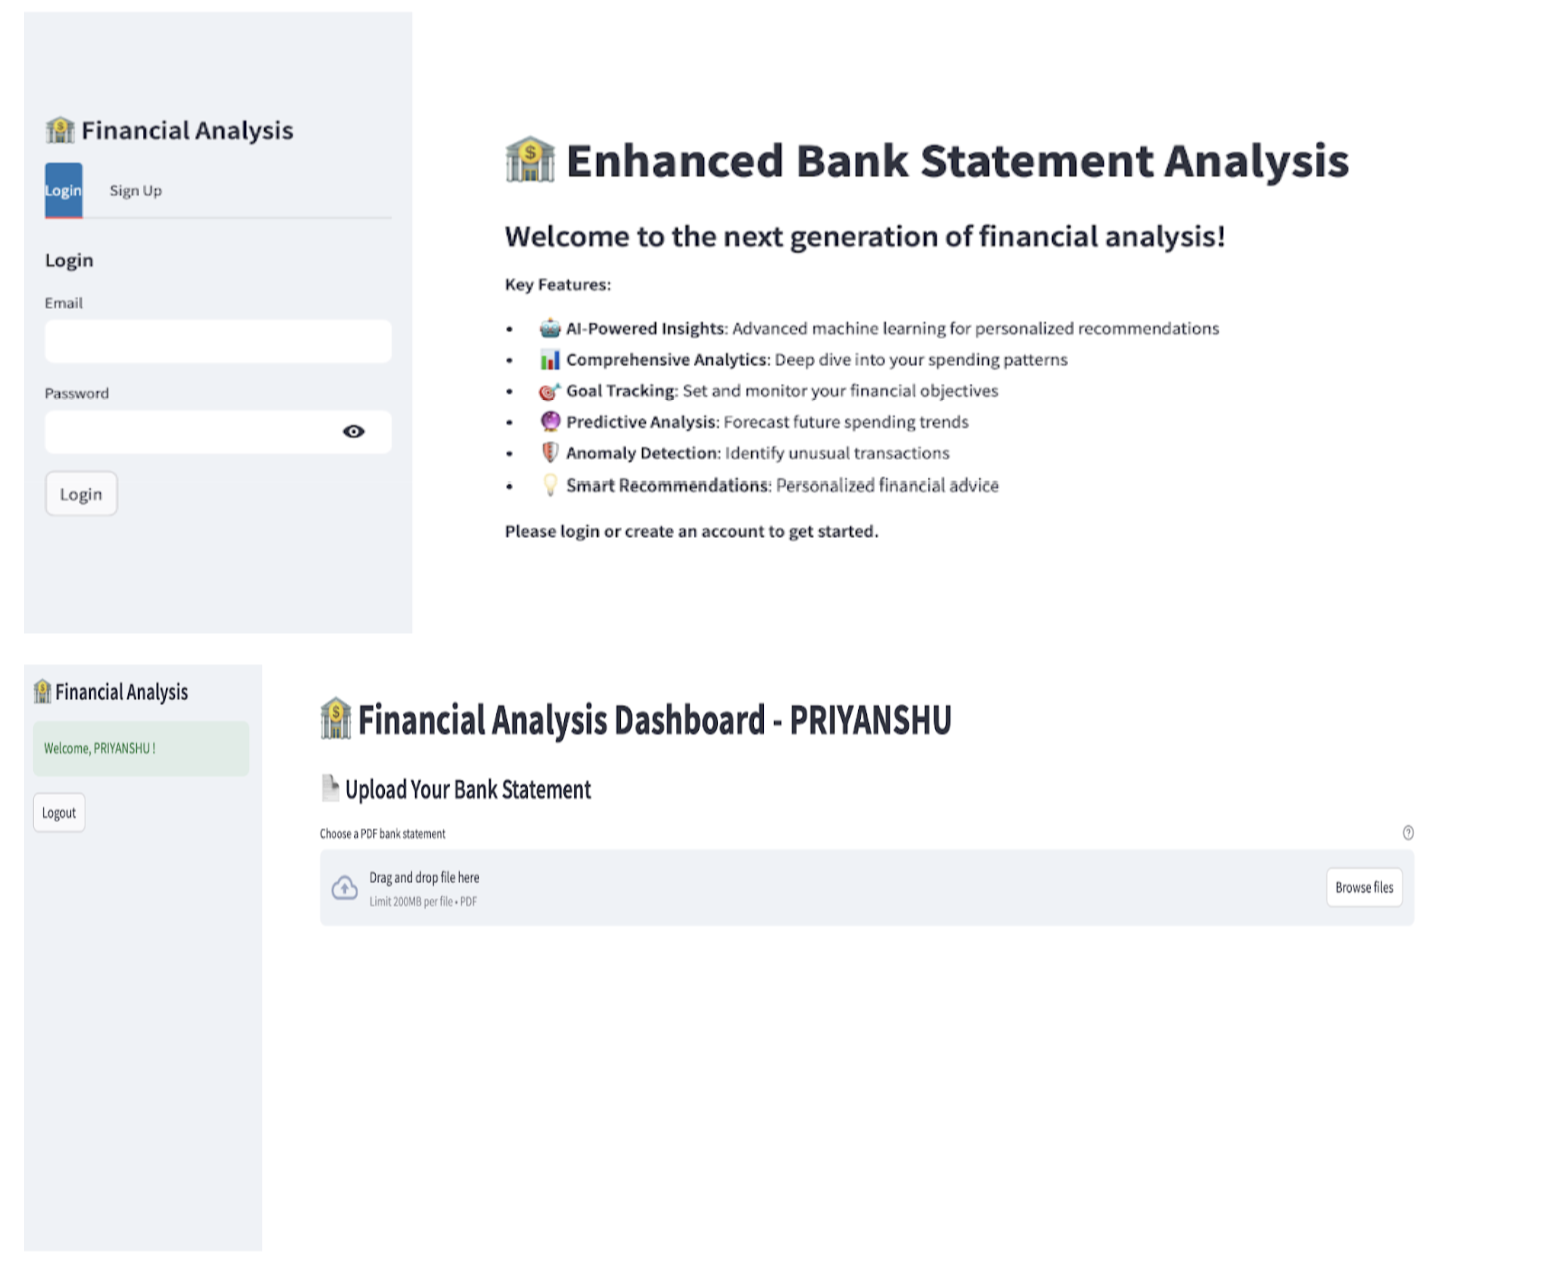 Financial Analysis
Login
Sign Up
Login
Email
Password
Login
Enhanced Bank Statement Analysis
Welcome to the next generation of financial analysis!
Key Features:
• AI-Powered Insights: Advanced machine learning for personalized recommendations
• Comprehensive Analytics: Deep dive into your spending patterns
• Goal Tracking: Set and monitor your financial objectives
• Predictive Analysis: Forecast future spending trends
• Anomaly Detection: Identify unusual transactions
• Smart Recommendations: Personalized financial advice
Please login or create an account to get started.
Financial Analysis
Welcome, PRIYANSHU !
Logout
Financial Analysis Dashboard - PRIYANSHU
Upload Your Bank Statement
Choose a PDF bank statement
Drag and drop file here
Limit 200MB per file • PDF
Browse files